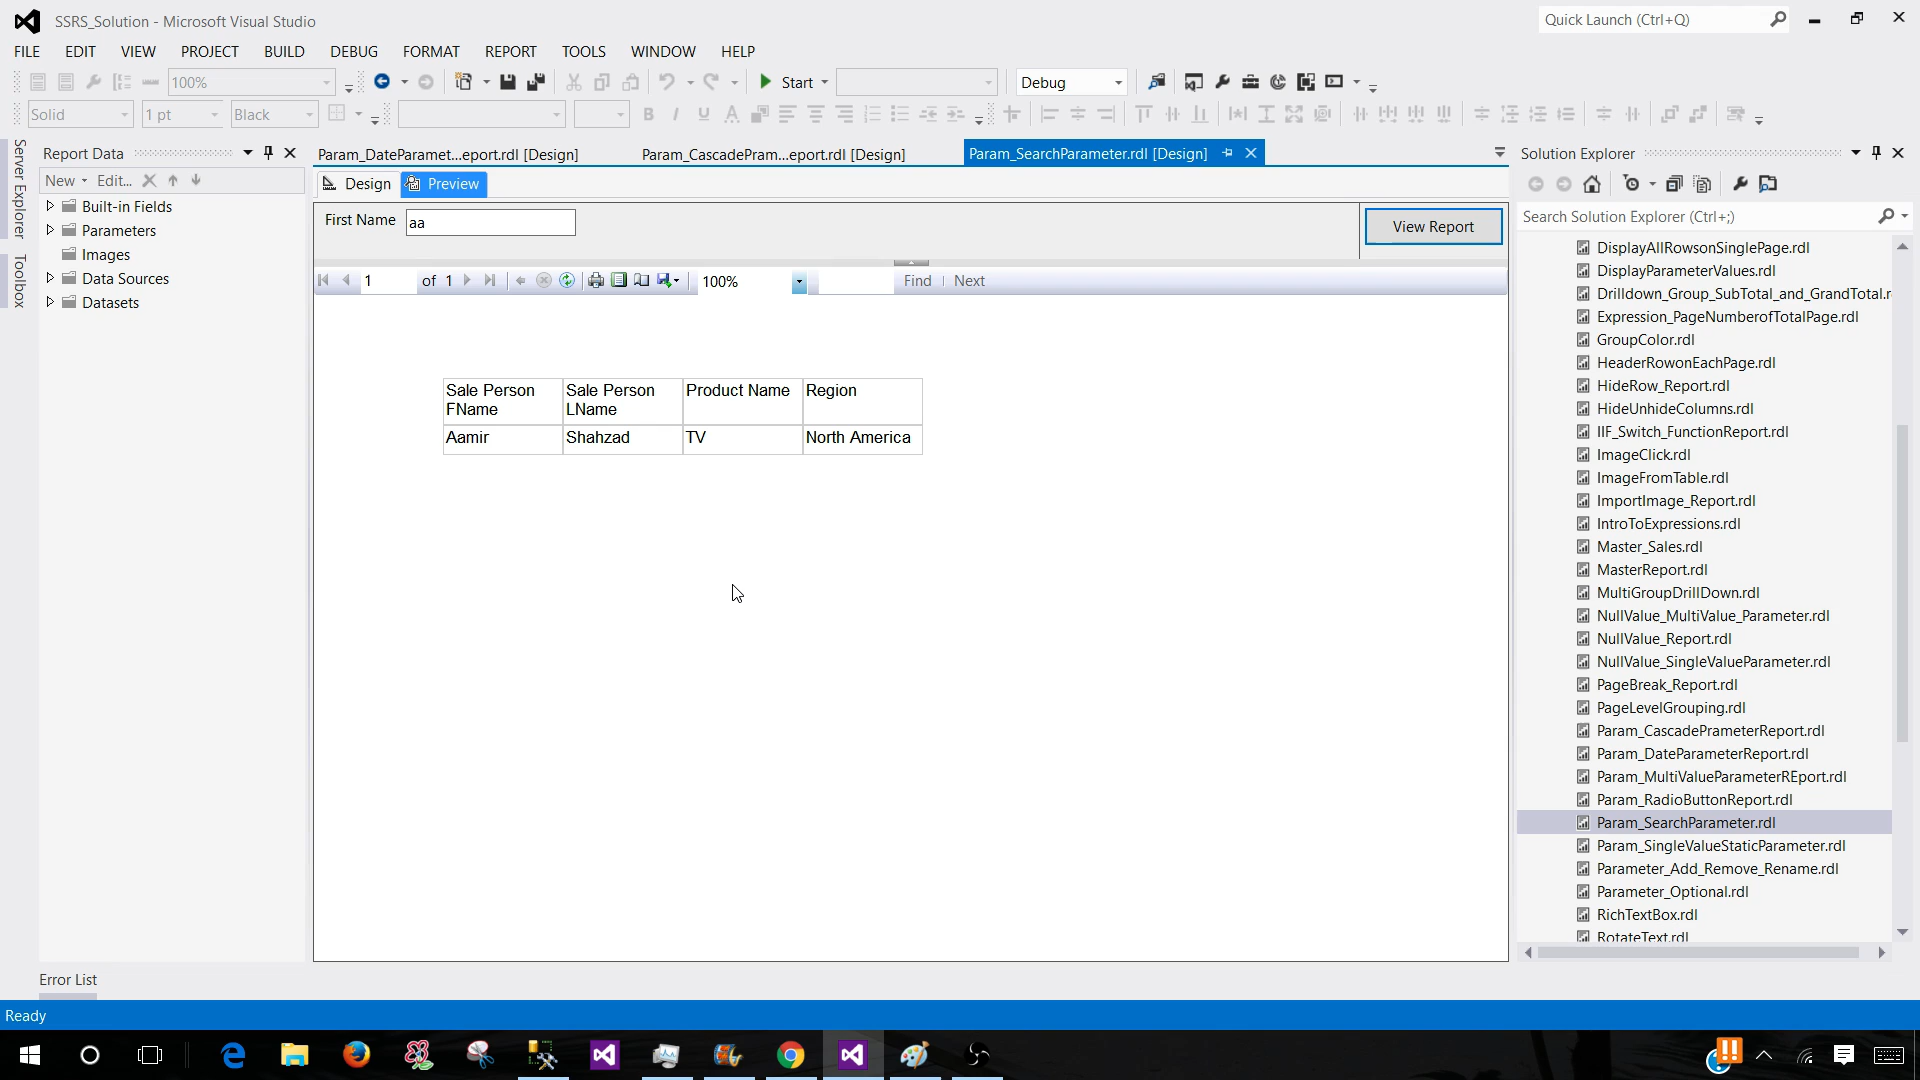 SSRS_Solution - Microsoft Visual Studio
Quick Launch (Ctrl+Q)
FILE EDIT VIEW PROJECT BUILD DEBUG FORMAT REPORT TOOLS WINDOW HELP
100% Start Debug
Solid 1 pt Black
Server Explorer
Toolbox
Report Data
New Edit...
Built-in Fields
Parameters
Images
Data Sources
Datasets
Param_DateParamet...eport.rdl [Design] Param_CascadePram...eport.rdl [Design] Param_SearchParameter.rdl [Design]
Design Preview
First Name aa View Report
1 of 1 100% Find | Next
Sale Person FName Sale Person LName Product Name Region
Aamir Shahzad TV North America
Solution Explorer
Search Solution Explorer (Ctrl+;)
DisplayAllRowsonSinglePage.rdl
DisplayParameterValues.rdl
Drilldown_Group_SubTotal_and_GrandTotal.r
Expression_PageNumberofTotalPage.rdl
GroupColor.rdl
HeaderRowonEachPage.rdl
HideRow_Report.rdl
HideUnhideColumns.rdl
IIF_Switch_FunctionReport.rdl
ImageClick.rdl
ImageFromTable.rdl
ImportImage_Report.rdl
IntroToExpressions.rdl
Master_Sales.rdl
MasterReport.rdl
MultiGroupDrillDown.rdl
NullValue_MultiValue_Parameter.rdl
NullValue_Report.rdl
NullValue_SingleValueParameter.rdl
PageBreak_Report.rdl
PageLevelGrouping.rdl
Param_CascadePrameterReport.rdl
Param_DateParameterReport.rdl
Param_MultiValueParameterREport.rdl
Param_RadioButtonReport.rdl
Param_SearchParameter.rdl
Param_SingleValueStaticParameter.rdl
Parameter_Add_Remove_Rename.rdl
Parameter_Optional.rdl
RichTextBox.rdl
RotateText.rdl
Error List
Ready